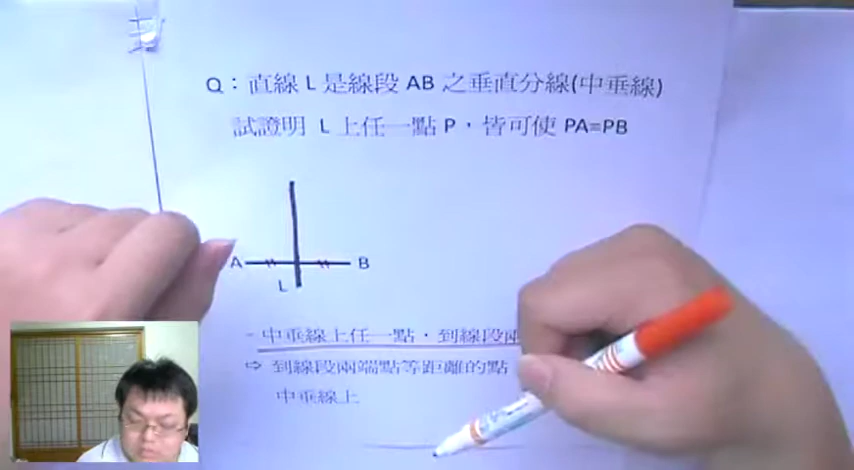 Q：直線 L 是線段 AB 之垂直分線(中垂線)
試證明 L 上任一點 P，皆可使 PA=PB
A
B
L
中垂線上任一點，到線段兩
⇨ 到線段兩端點等距離的點
中垂線上